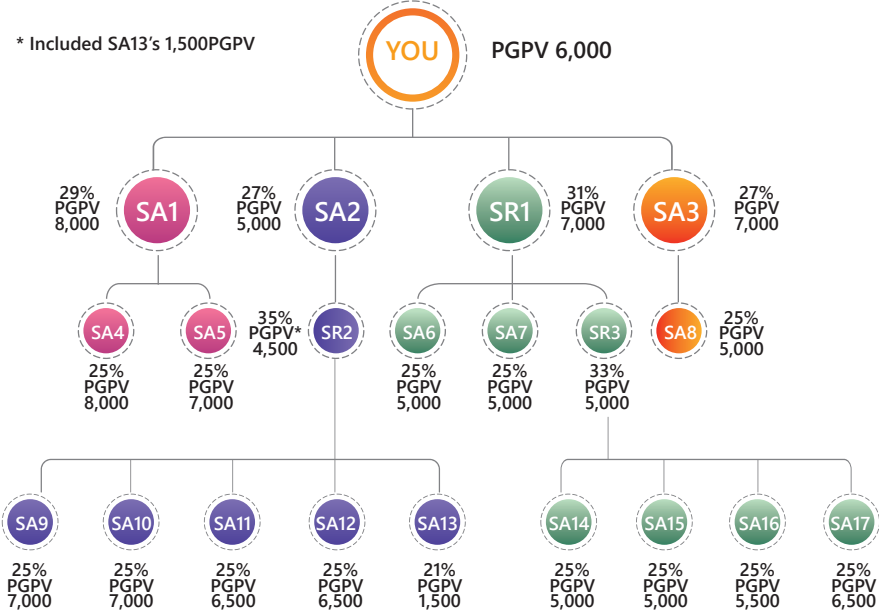 * Included SA13's 1,500PGPV
YOU
PGPV 6,000
29%
PGPV
8,000
SA1
27%
PGPV
5,000
SA2
SR1
31%
PGPV
7,000
SA3
27%
PGPV
7,000
SA4
25%
PGPV
8,000
SA5
25%
PGPV
7,000
35%
PGPV*
4,500
SR2
SA6
25%
PGPV
5,000
SA7
25%
PGPV
5,000
SR3
33%
PGPV
5,000
SA8
25%
PGPV
5,000
SA9
25%
PGPV
7,000
SA10
25%
PGPV
7,000
SA11
25%
PGPV
6,500
SA12
25%
PGPV
6,500
SA13
21%
PGPV
1,500
SA14
25%
PGPV
5,000
SA15
25%
PGPV
5,000
SA16
25%
PGPV
5,500
SA17
25%
PGPV
6,500